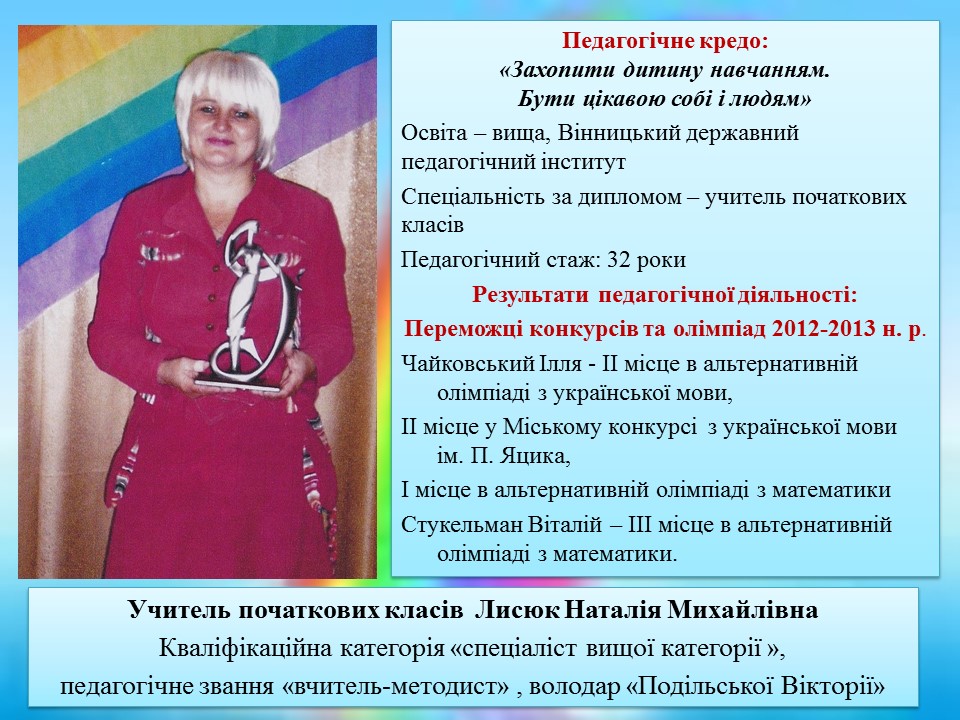 Педагогічне кредо:
«Захопити дитину навчанням.
Бути цікавою собі і людям»
Освіта – вища, Вінницький державний
педагогічний інститут
Спеціальність за дипломом – учитель початкових
класів
Педагогічний стаж: 32 роки
Результати педагогічної діяльності:
Переможці конкурсів та олімпіад 2012-2013 н. р.
Чайковський Ілля - ІІ місце в альтернативній
олімпіаді з української мови,
ІІ місце у Міському конкурсі з української мови
ім. П. Яцика,
І місце в альтернативній олімпіаді з математики
Стукельман Віталій – ІІІ місце в альтернативній
олімпіаді з математики.
Учитель початкових класів Лисюк Наталія Михайлівна
Кваліфікаційна категорія «спеціаліст вищої категорії »,
педагогічне звання «вчитель-методист» , володар «Подільської Вікторії»